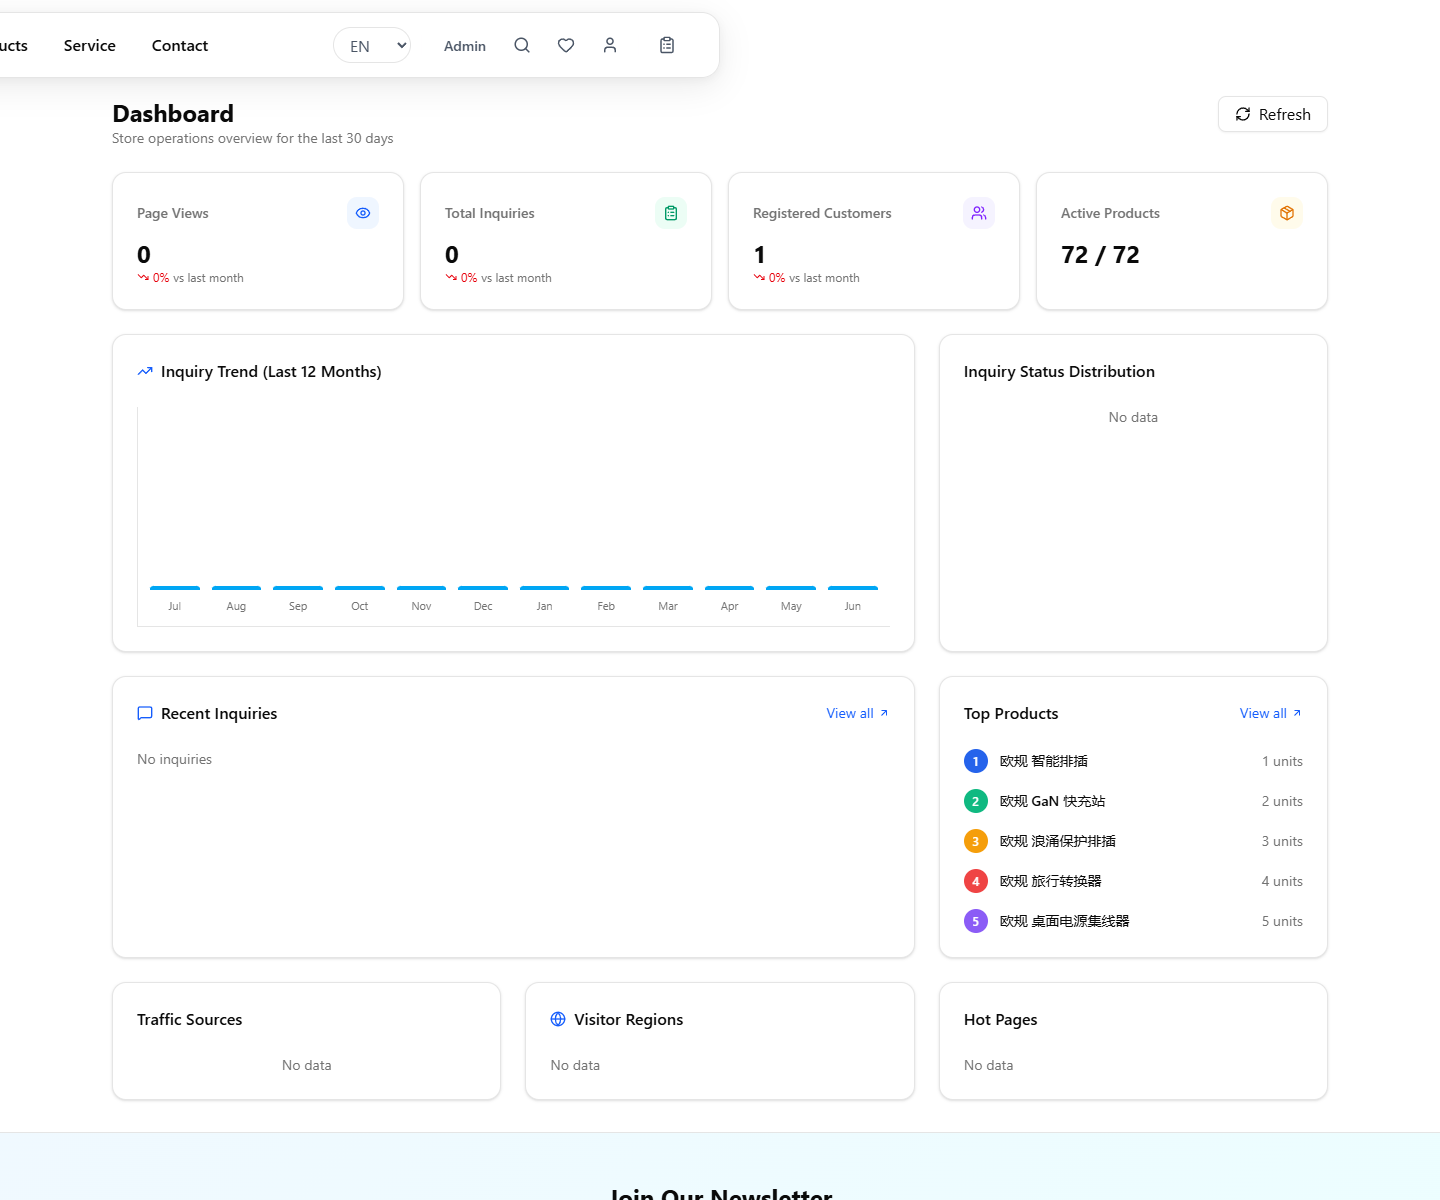 ucts Service Contact EN Admin
Dashboard
Store operations overview for the last 30 days
Refresh
Page Views
0
0% vs last month
Total Inquiries
0
0% vs last month
Registered Customers
1
0% vs last month
Active Products
72 / 72
Inquiry Trend (Last 12 Months)
Jul Aug Sep Oct Nov Dec Jan Feb Mar Apr May Jun
Inquiry Status Distribution
No data
Recent Inquiries
View all
No inquiries
Top Products
View all
1 欧规 智能排插 1 units
2 欧规 GaN 快充站 2 units
3 欧规 浪涌保护排插 3 units
4 欧规 旅行转换器 4 units
5 欧规 桌面电源集线器 5 units
Traffic Sources
No data
Visitor Regions
No data
Hot Pages
No data
Join Our Newsletter